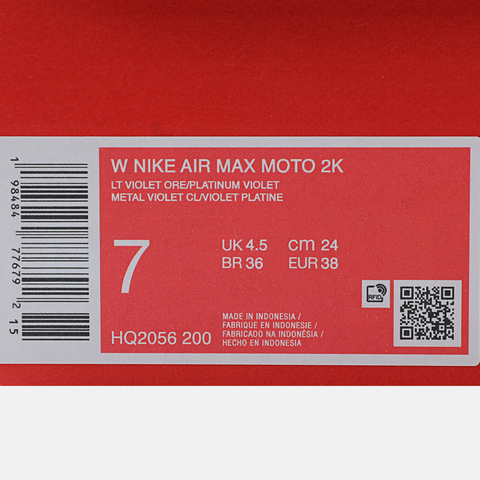 W NIKE AIR MAX MOTO 2K
LT VIOLET ORE/PLATINUM VIOLET
METAL VIOLET CL/VIOLET PLATINE
7
UK 4.5 cm 24
BR 36 EUR 38
RFID
MADE IN INDONESIA /
FABRIQUE EN INDONESIE /
FABRICADO NA INDONÉSIA /
HECHO EN INDONESIA
HQ2056 200
1 98484 77679 2 15